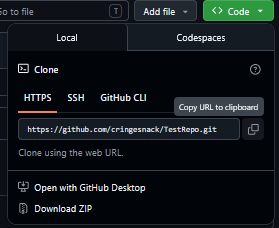 Go to file
T
Add file
Code
Local
Codespaces
Clone
HTTPS
SSH
GitHub CLI
Copy URL to clipboard
https://github.com/cringesnack/TestRepo.git
Clone using the web URL.
Open with GitHub Desktop
Download ZIP